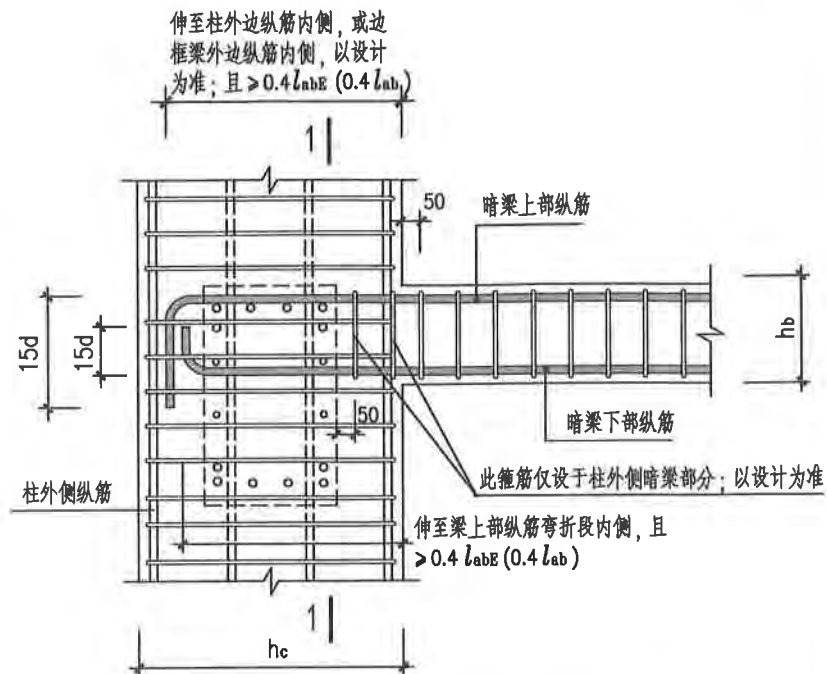 伸至柱外边纵筋内侧，或边
框梁外边纵筋内侧，以设计
为准；且≥0.4labE(0.4lab)
1
50
暗梁上部纵筋
15d
15d
hb
暗梁下部纵筋
50
此箍筋仅设于柱外侧暗梁部分；以设计为准
柱外侧纵筋
伸至梁上部纵筋弯折段内侧，且
≥0.4labE(0.4lab)
1
hc